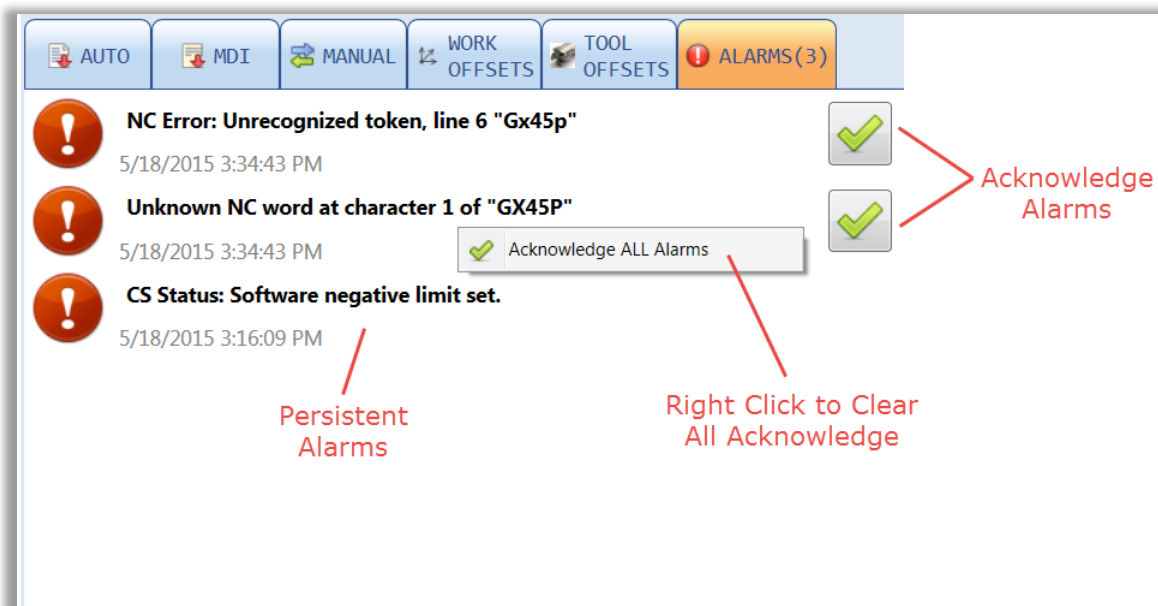 AUTO
MDI
MANUAL
WORK
OFFSETS
TOOL
OFFSETS
ALARMS(3)
NC Error: Unrecognized token, line 6 "Gx45p"
5/18/2015 3:34:43 PM
Unknown NC word at character 1 of "GX45P"
5/18/2015 3:34:43 PM
Acknowledge ALL Alarms
CS Status: Software negative limit set.
5/18/2015 3:16:09 PM
Acknowledge
Alarms
Persistent
Alarms
Right Click to Clear
All Acknowledge